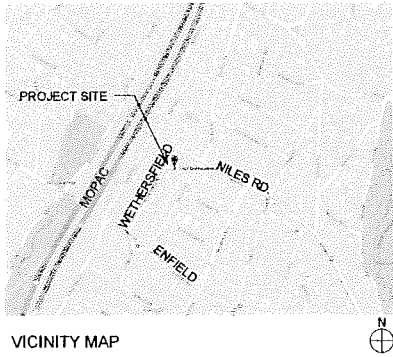 PROJECT SITE
MOPAC
WETHERSFIELD
NILES RD.
ENFIELD
VICINITY MAP
N